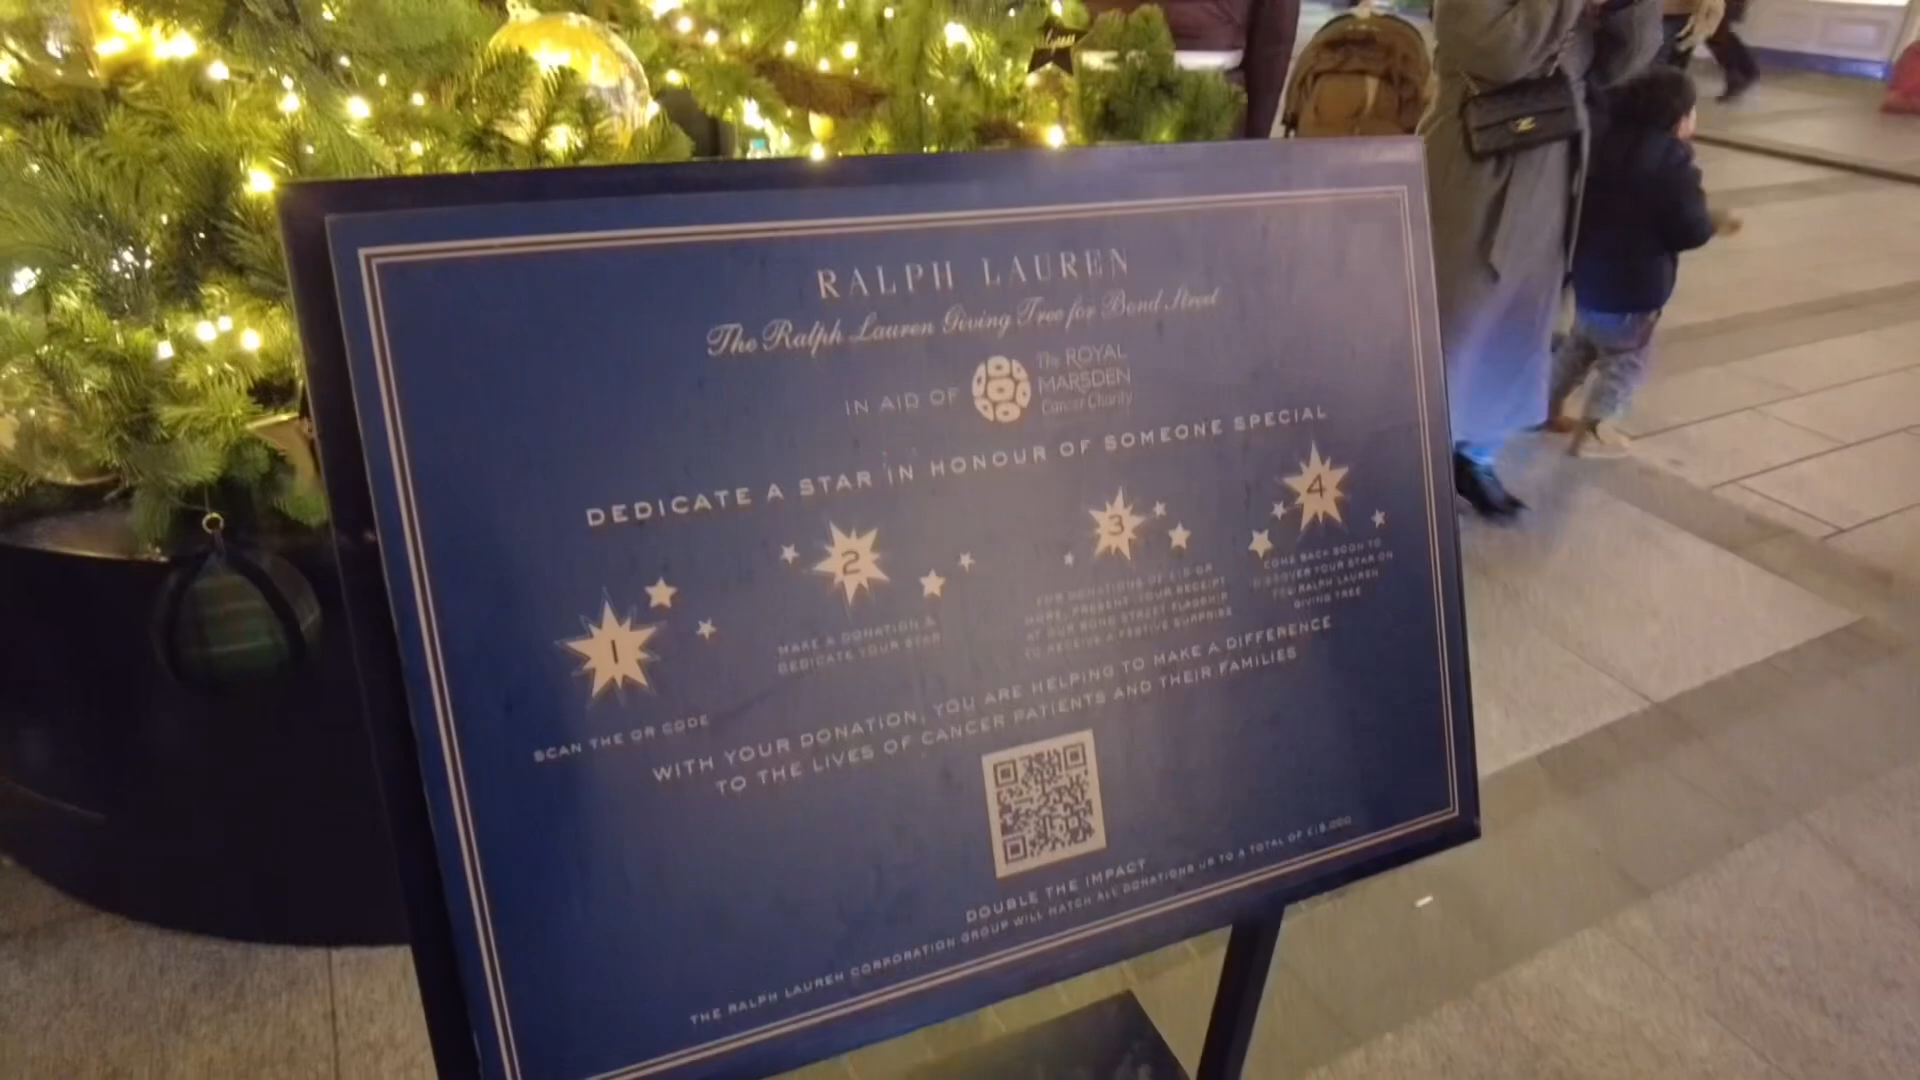 RALPH LAUREN
The Ralph Lauren Giving Tree for Bond Street
IN AID OF
The ROYAL
MARSDEN
Cancer Charity
DEDICATE A STAR IN HONOUR OF SOMEONE SPECIAL
1
SCAN THE QR CODE
2
MAKE A DONATION &
DEDICATE YOUR STAR
3
FOR DONATIONS OF £15 OR
MORE, PRESENT YOUR RECEIPT
AT OUR BOND STREET FLAGSHIP
TO RECEIVE A FESTIVE SURPRISE
4
COME BACK SOON TO
DISCOVER YOUR STAR ON
THE RALPH LAUREN
GIVING TREE
WITH YOUR DONATION, YOU ARE HELPING TO MAKE A DIFFERENCE
TO THE LIVES OF CANCER PATIENTS AND THEIR FAMILIES
DOUBLE THE IMPACT
THE RALPH LAUREN CORPORATION GROUP WILL MATCH ALL DONATIONS UP TO A TOTAL OF £15,000